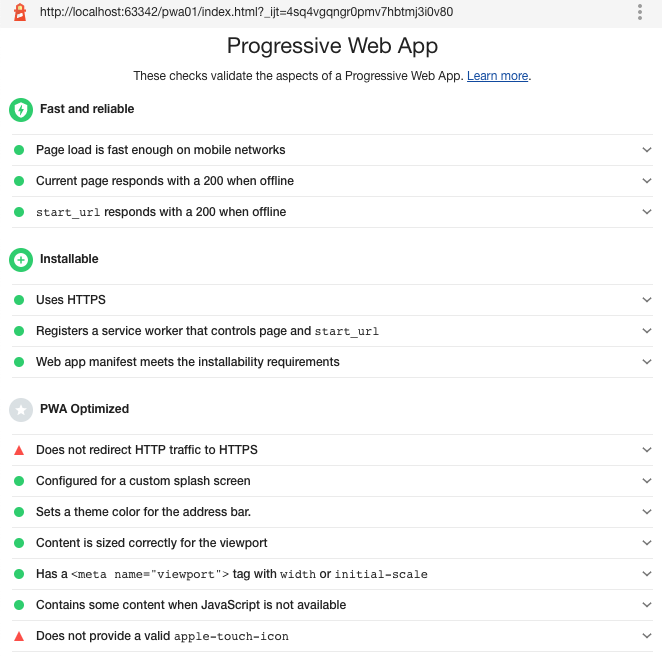 http://localhost:63342/pwa01/index.html?_ijt=4sq4vgqngr0pmv7hbtmj3i0v80
Progressive Web App
These checks validate the aspects of a Progressive Web App. Learn more.
Fast and reliable
Page load is fast enough on mobile networks
Current page responds with a 200 when offline
start_url responds with a 200 when offline
Installable
Uses HTTPS
Registers a service worker that controls page and start_url
Web app manifest meets the installability requirements
PWA Optimized
Does not redirect HTTP traffic to HTTPS
Configured for a custom splash screen
Sets a theme color for the address bar.
Content is sized correctly for the viewport
Has a <meta name="viewport"> tag with width or initial-scale
Contains some content when JavaScript is not available
Does not provide a valid apple-touch-icon